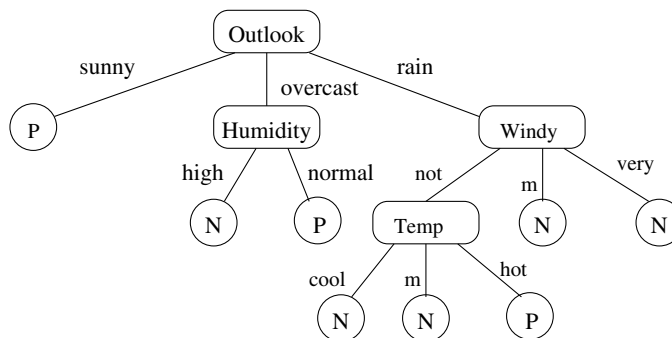 Outlook
sunny
overcast
rain
P
Humidity
Windy
high
normal
not
m
very
N
P
Temp
N
N
cool
m
hot
N
N
P